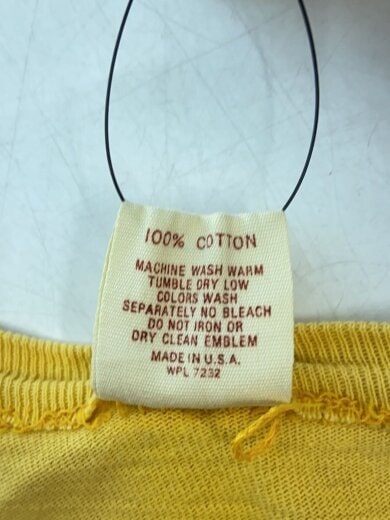 100% COTTON
MACHINE WASH WARM
TUMBLE DRY LOW
COLORS WASH
SEPARATELY NO BLEACH
DO NOT IRON OR
DRY CLEAN EMBLEM
MADE IN U.S.A.
WPL 7232